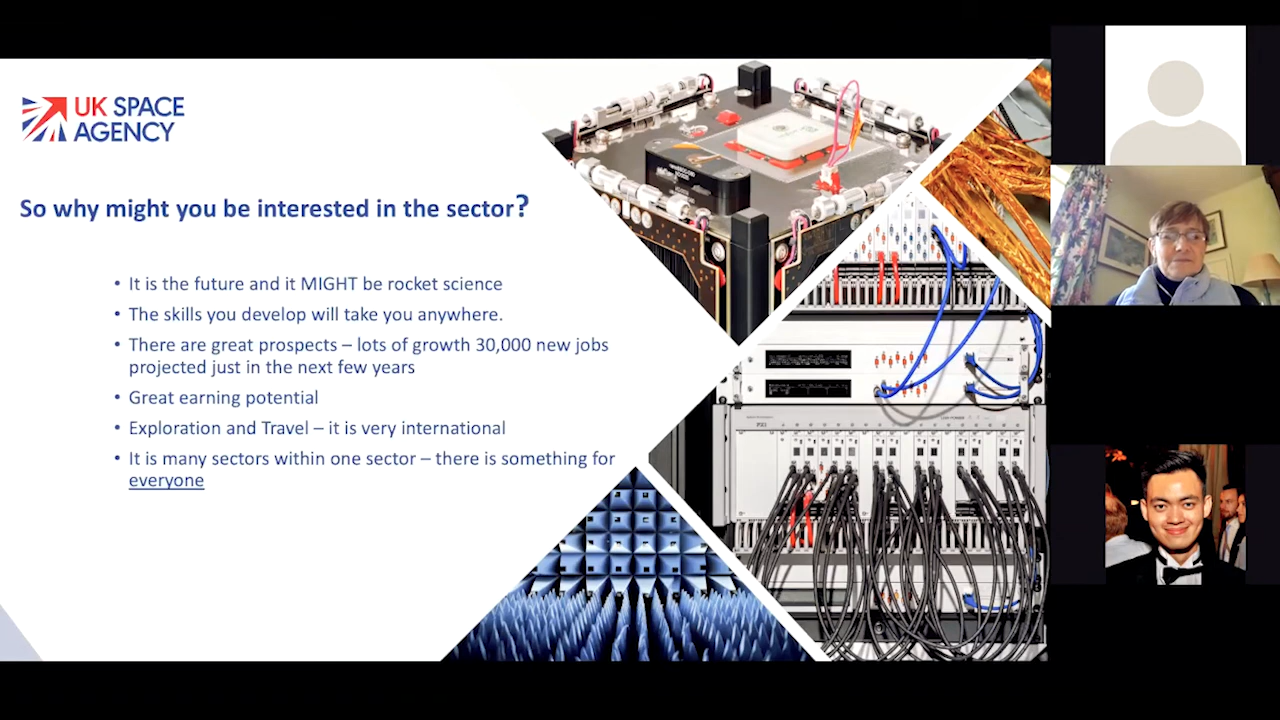 UK SPACE
AGENCY
So why might you be interested in the sector?
• It is the future and it MIGHT be rocket science
• The skills you develop will take you anywhere.
• There are great prospects – lots of growth 30,000 new jobs
projected just in the next few years
• Great earning potential
• Exploration and Travel – it is very international
• It is many sectors within one sector – there is something for
everyone